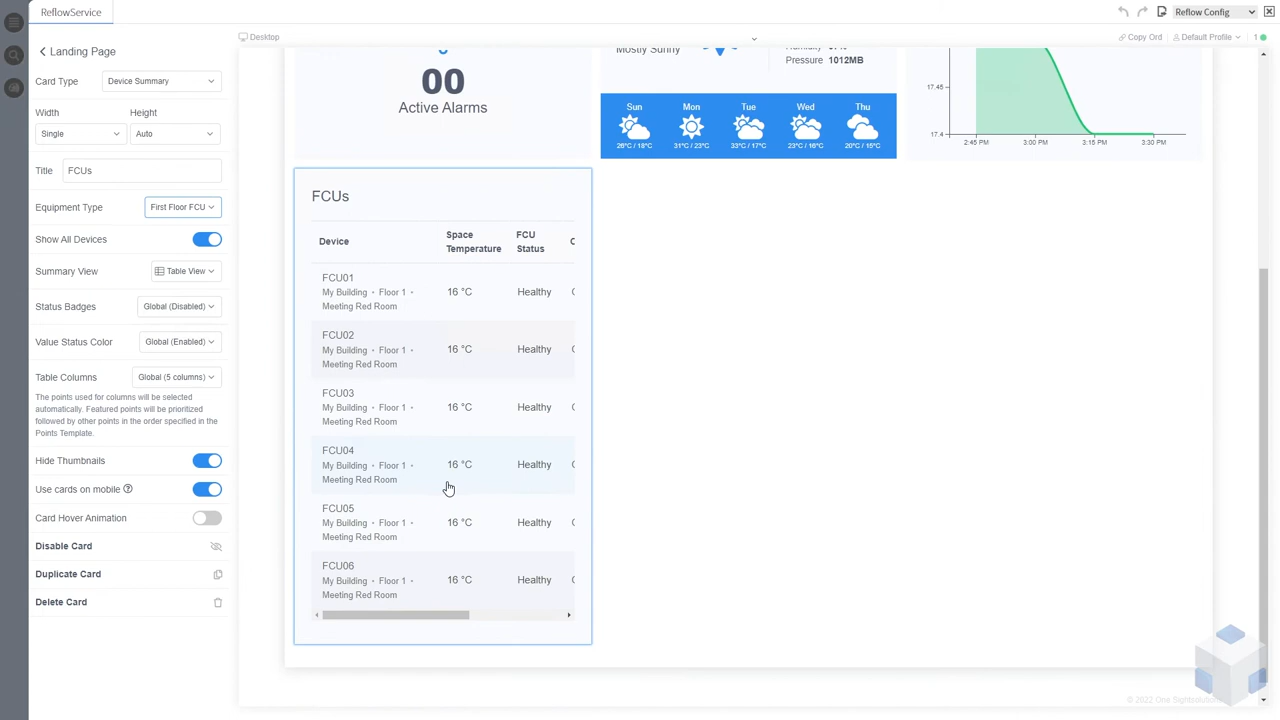 ReflowService
Reflow Config
Desktop
Copy Ord
Default Profile
1
Landing Page
Card Type
Device Summary
Width
Height
Single
Auto
Title
FCUs
Equipment Type
First Floor FCU
Show All Devices
Summary View
Table View
Status Badges
Global (Disabled)
Value Status Color
Global (Enabled)
Table Columns
Global (5 columns)
The points used for columns will be selected
automatically. Featured points will be prioritized
followed by other points in the order specified in the
Points Template.
Hide Thumbnails
Use cards on mobile
Card Hover Animation
Disable Card
Duplicate Card
Delete Card
00
Active Alarms
Mostly Sunny
Humidity
Pressure 1012MB
Sun Mon Tue Wed Thu
26°C / 18°C 31°C / 23°C 33°C / 17°C 23°C / 16°C 20°C / 15°C
17.45
17.4
2:45 PM 3:00 PM 3:15 PM 3:30 PM
FCUs
Device Space Temperature FCU Status
FCU01
My Building • Floor 1 •
Meeting Red Room
16 °C Healthy
FCU02
My Building • Floor 1 •
Meeting Red Room
16 °C Healthy
FCU03
My Building • Floor 1 •
Meeting Red Room
16 °C Healthy
FCU04
My Building • Floor 1 •
Meeting Red Room
16 °C Healthy
FCU05
My Building • Floor 1 •
Meeting Red Room
16 °C Healthy
FCU06
My Building • Floor 1 •
Meeting Red Room
16 °C Healthy
© 2022 One Sightsolutions